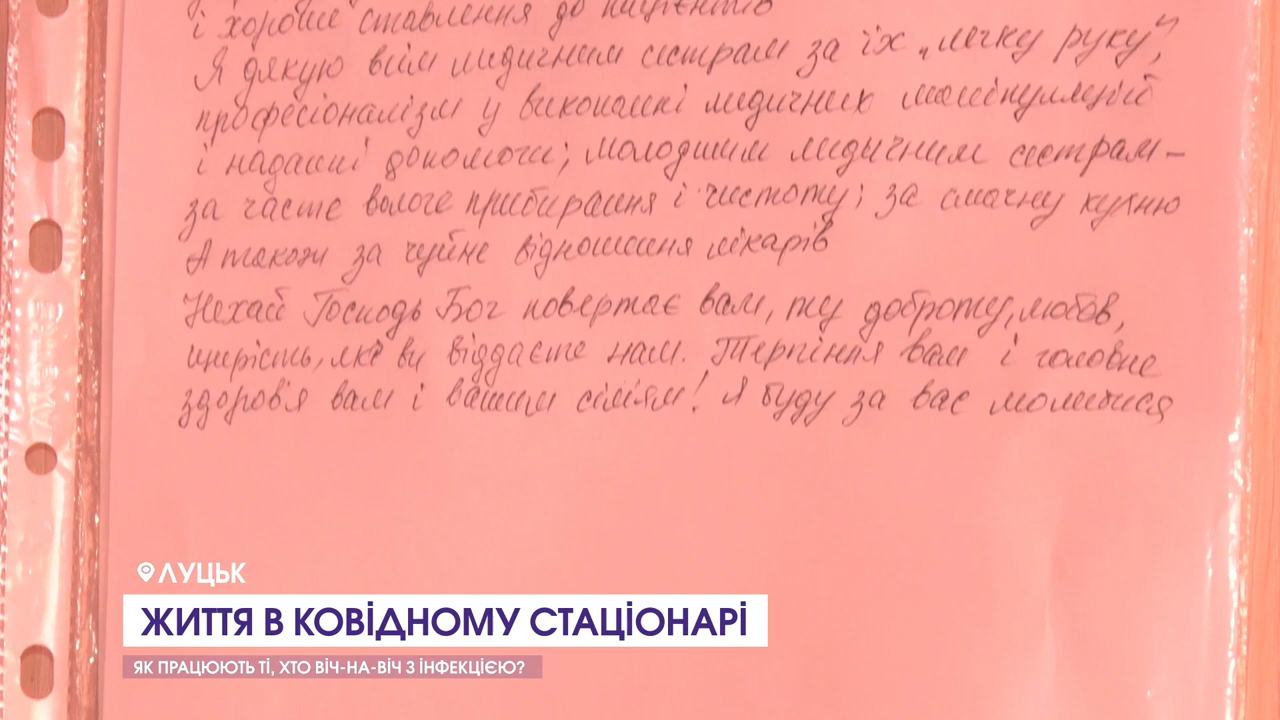 і хороше ставлення до пацієнтів
Я дякую всім медичним сестрам за їх „легку руку",
професіоналізм у виконанні медичних маніпуляцій
і наданні допомоги; молодшим медичним сестрам –
за часте вологе прибирання і чистоту; за смачну кухню
А також за чуйне відношення лікарів
Нехай Господь Бог повертає вам, ту доброту, любов,
щирість, які ви віддаєте нам. Терпіння вам і головне
здоров'я вам і вашим сім'ям! Я буду за вас молитися
ЛУЦЬК
ЖИТТЯ В КОВІДНОМУ СТАЦІОНАРІ
ЯК ПРАЦЮЮТЬ ТІ, ХТО ВІЧ-НА-ВІЧ З ІНФЕКЦІЄЮ?